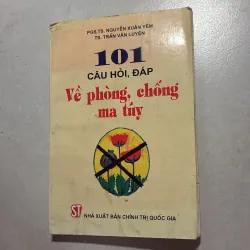 PGS.TS. NGUYỄN XUÂN YÊM
TS. TRẦN VĂN LUYỆN
101
CÂU HỎI, ĐÁP
Về phòng, chống
ma túy
ST
NHÀ XUẤT BẢN CHÍNH TRỊ QUỐC GIA